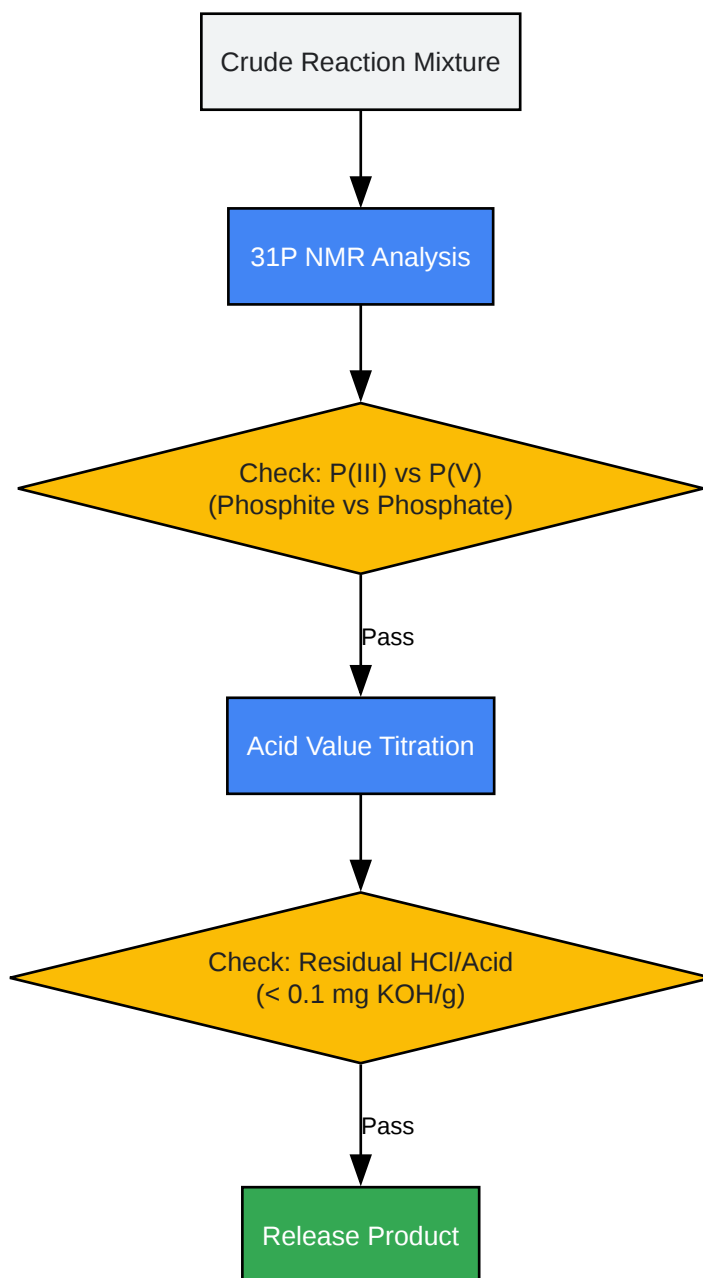 Crude Reaction Mixture
31P NMR Analysis
Check: P(III) vs P(V)
(Phosphite vs Phosphate)
Pass
Acid Value Titration
Check: Residual HCl/Acid
(< 0.1 mg KOH/g)
Pass
Release Product